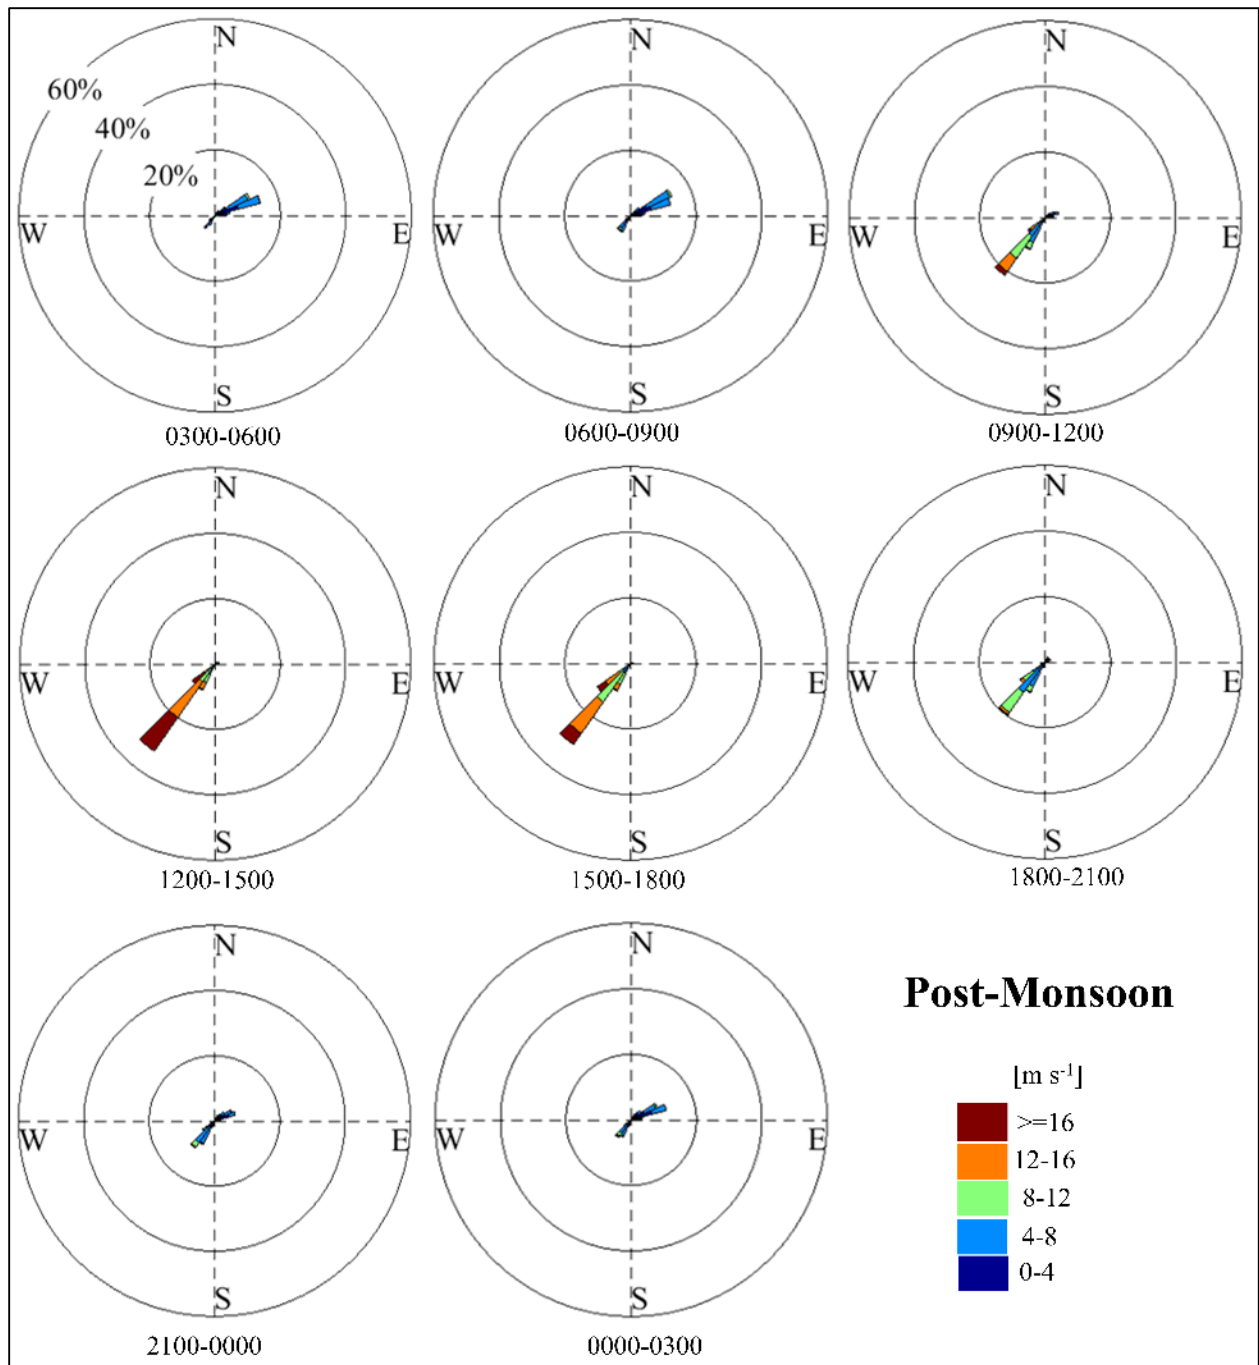 N
60%
40%
20%
W
E
S
0300-0600
N
W
E
S
0600-0900
N
W
E
S
0900-1200
N
W
E
S
1200-1500
N
W
E
S
1500-1800
N
W
E
S
1800-2100
N
W
E
S
2100-0000
N
W
E
S
0000-0300
Post-Monsoon
[m s⁻¹]
>=16
12-16
8-12
4-8
0-4